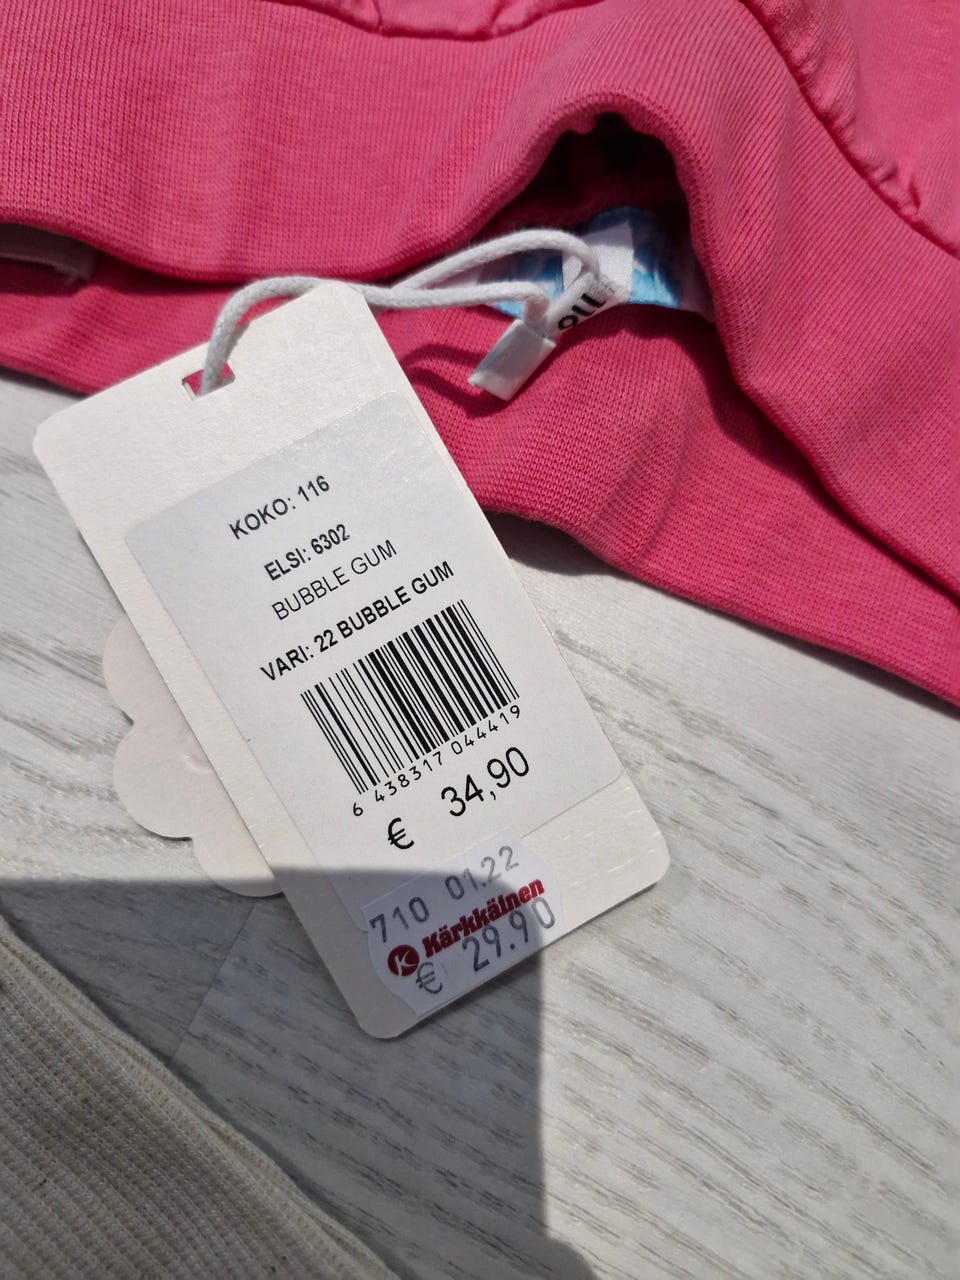 116
KOKO: 116
ELSI: 6302
BUBBLE GUM
VARI: 22 BUBBLE GUM
6 438317 044419
€ 34,90
710 01.22
K Kärkkäinen
€ 29.90